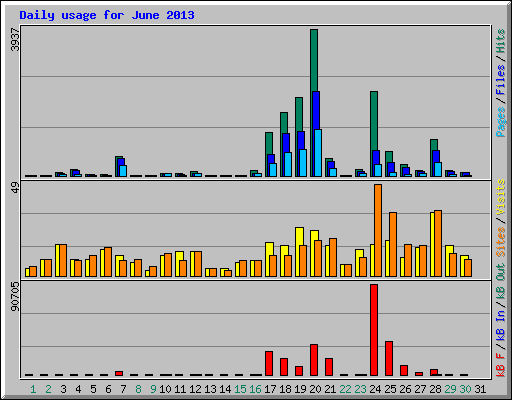 Daily usage for June 2013
3937
49
90705
Pages / Files / Hits
Sites / Visits
kB F / kB In / kB Out
1 2 3 4 5 6 7 8 9 10 11 12 13 14 15 16 17 18 19 20 21 22 23 24 25 26 27 28 29 30 31